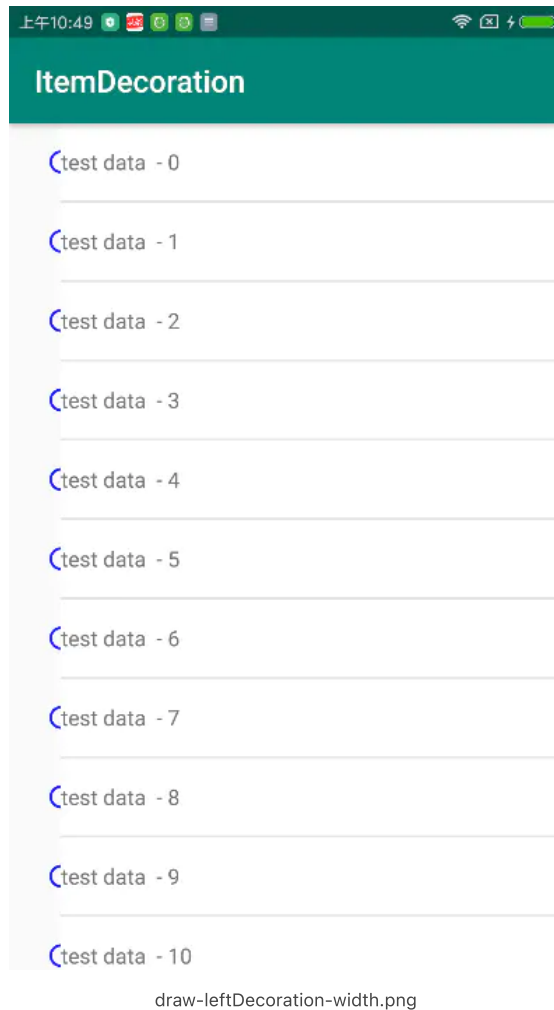 上午10:49
ItemDecoration
test data - 0
test data - 1
test data - 2
test data - 3
test data - 4
test data - 5
test data - 6
test data - 7
test data - 8
test data - 9
test data - 10
draw-leftDecoration-width.png